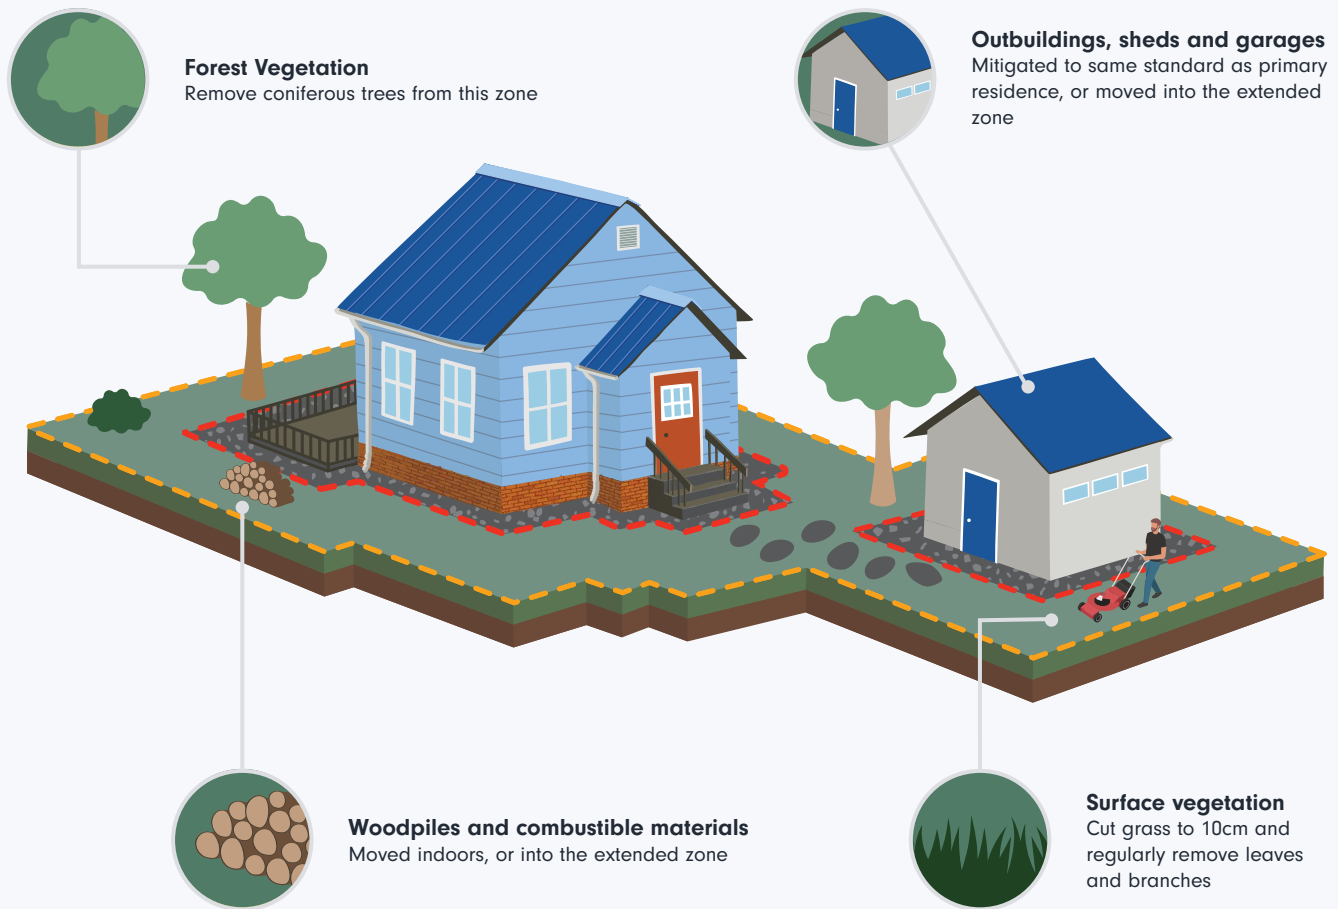 Forest Vegetation
Remove coniferous trees from this zone
Outbuildings, sheds and garages
Mitigated to same standard as primary
residence, or moved into the extended
zone
Woodpiles and combustible materials
Moved indoors, or into the extended zone
Surface vegetation
Cut grass to 10cm and
regularly remove leaves
and branches